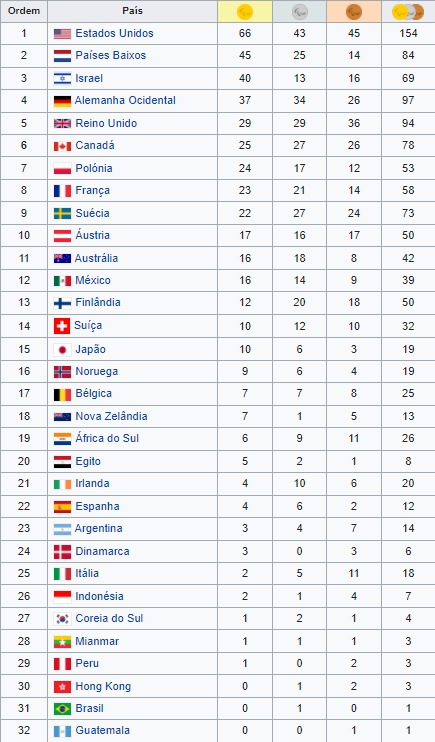 Ordem País
1 Estados Unidos 66 43 45 154
2 Países Baixos 45 25 14 84
3 Israel 40 13 16 69
4 Alemanha Ocidental 37 34 26 97
5 Reino Unido 29 29 36 94
6 Canadá 25 27 26 78
7 Polónia 24 17 12 53
8 França 23 21 14 58
9 Suécia 22 27 24 73
10 Áustria 17 16 17 50
11 Austrália 16 18 8 42
12 México 16 14 9 39
13 Finlândia 12 20 18 50
14 Suíça 10 12 10 32
15 Japão 10 6 3 19
16 Noruega 9 6 4 19
17 Bélgica 7 7 8 25
18 Nova Zelândia 7 1 5 13
19 África do Sul 6 9 11 26
20 Egito 5 2 1 8
21 Irlanda 4 10 6 20
22 Espanha 4 6 2 12
23 Argentina 3 4 7 14
24 Dinamarca 3 0 3 6
25 Itália 2 5 11 18
26 Indonésia 2 1 4 7
27 Coreia do Sul 1 2 1 4
28 Mianmar 1 1 1 3
29 Peru 1 0 2 3
30 Hong Kong 0 1 2 3
31 Brasil 0 1 0 1
32 Guatemala 0 0 1 1